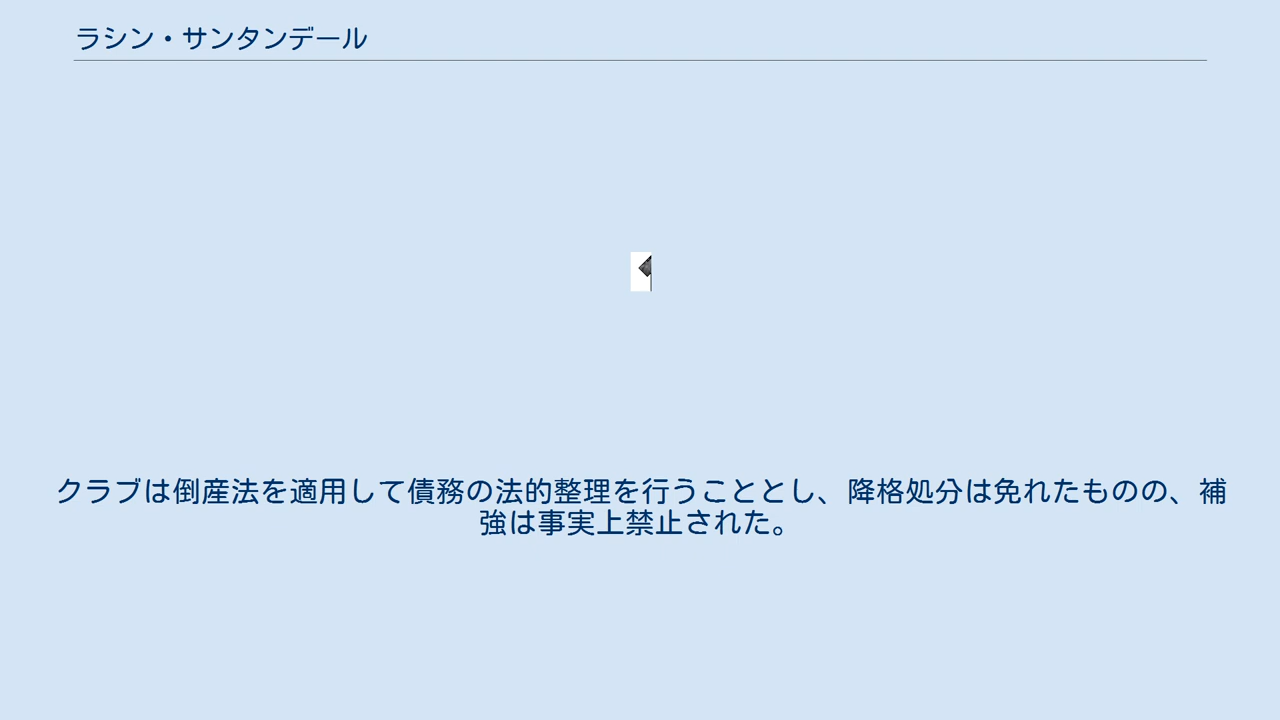 ラシン・サンタンデール
クラブは倒産法を適用して債務の法的整理を行うこととし、降格処分は免れたものの、補
強は事実上禁止された。